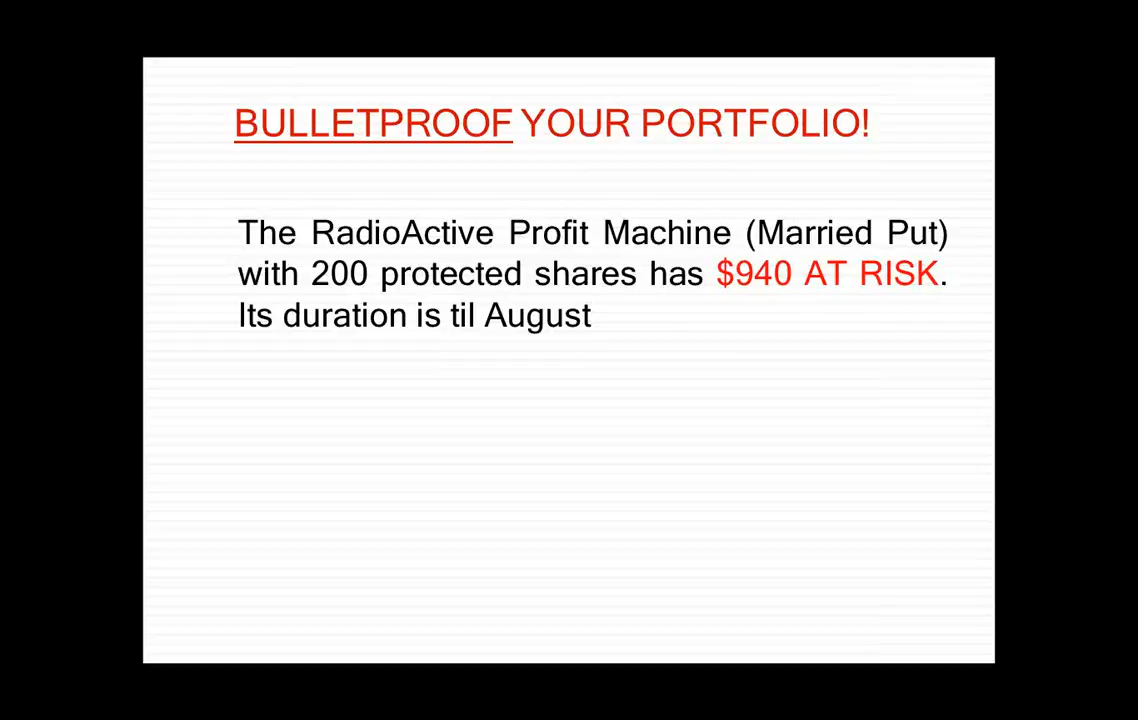 BULLETPROOF YOUR PORTFOLIO!
The RadioActive Profit Machine (Married Put)
with 200 protected shares has $940 AT RISK.
Its duration is til August